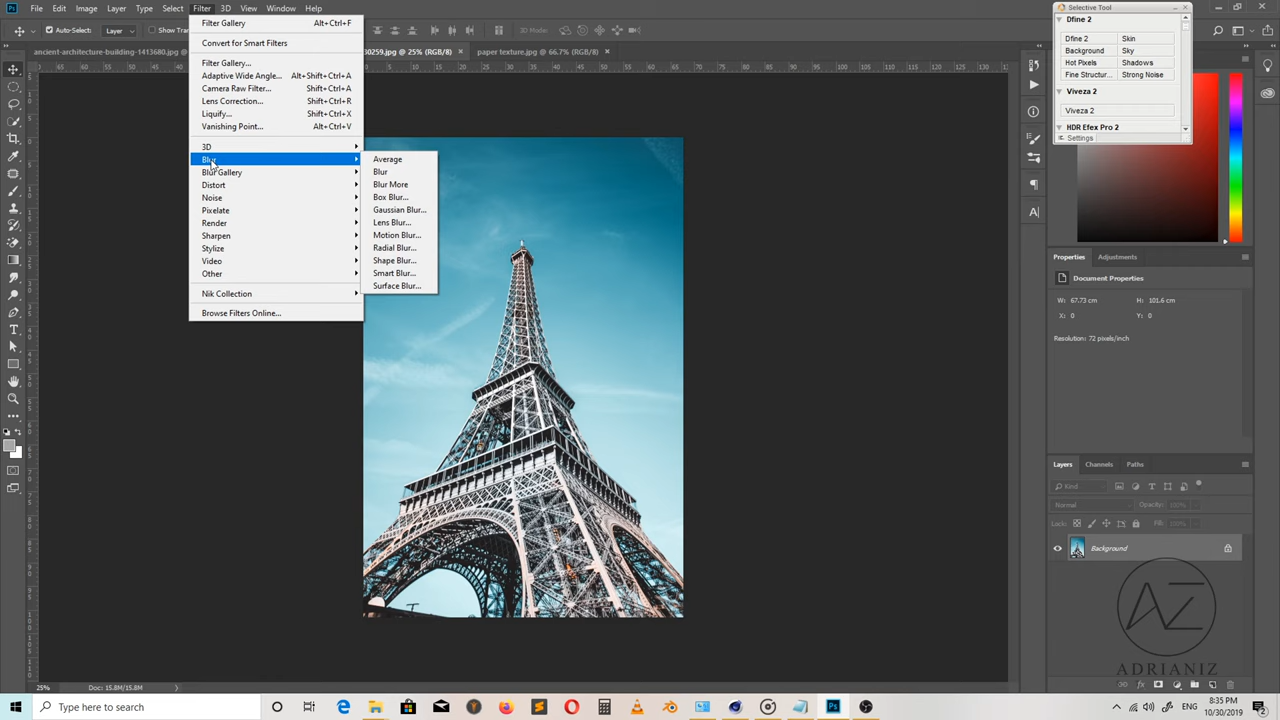 Ps File Edit Image Layer Type Select Filter 3D View Window Help
Auto-Select: Layer Show Tran 3D Mode:
ancient-architecture-building-1413680.jpg @ 30259.jpg @ 25% (RGB/8) × paper texture.jpg @ 66.7% (RGB/8) ×
Filter Gallery Alt+Ctrl+F
Convert for Smart Filters
Filter Gallery...
Adaptive Wide Angle... Alt+Shift+Ctrl+A
Camera Raw Filter... Shift+Ctrl+A
Lens Correction... Shift+Ctrl+R
Liquify... Shift+Ctrl+X
Vanishing Point... Alt+Ctrl+V
3D
Blur
Blur Gallery
Distort
Noise
Pixelate
Render
Sharpen
Stylize
Video
Other
Nik Collection
Browse Filters Online...
Average
Blur
Blur More
Box Blur...
Gaussian Blur...
Lens Blur...
Motion Blur...
Radial Blur...
Shape Blur...
Smart Blur...
Surface Blur...
Selective Tool
Dfine 2
Dfine 2 Skin
Background Sky
Hot Pixels Shadows
Fine Structur... Strong Noise
Viveza 2
Viveza 2
HDR Efex Pro 2
Settings
Properties Adjustments
Document Properties
W: 67.73 cm H: 101.6 cm
X: 0 Y: 0
Resolution: 72 pixels/inch
Layers Channels Paths
Kind
Normal Opacity: 100%
Lock: Fill: 100%
Background
AZ
ADRIANIZ
25% Doc: 15.8M/15.8M
Type here to search
ENG
8:35 PM
10/30/2019